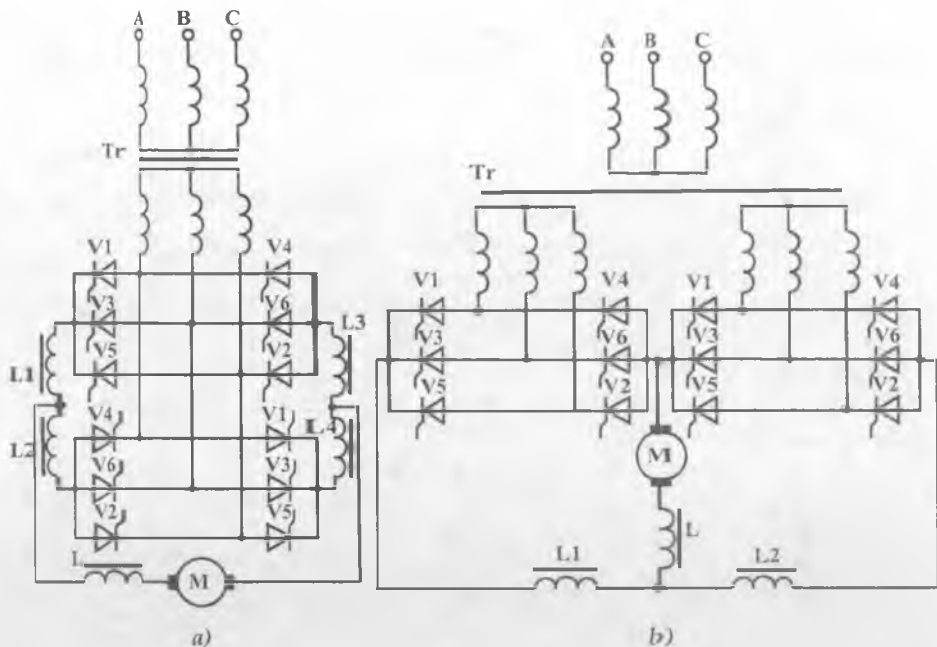 A B C
Tr
V1 V4
V3 V6
L3
V5 V2
L1
L4
V4 V1
L2
V6 V3
V2 V5
L
M
a)
A B C
Tr
V1 V4 V1 V4
V3 V6 V3 V6
V5 V2 V5 V2
M
L
L1 L2
b)